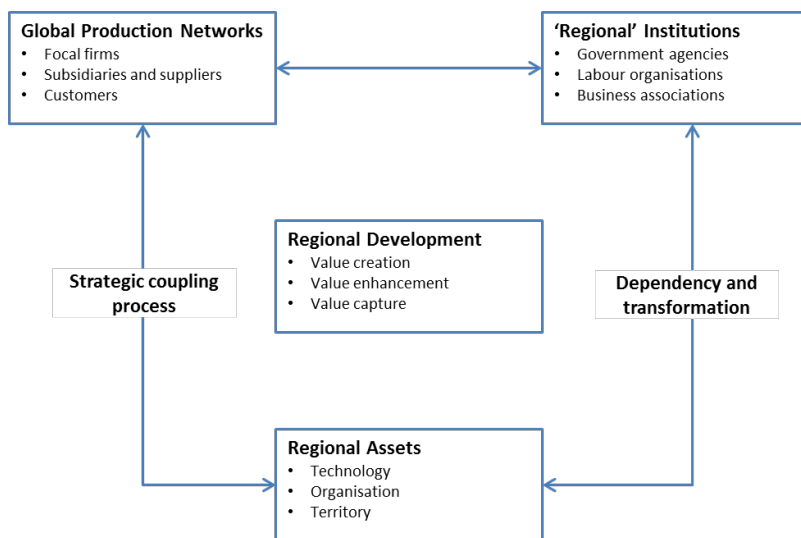 Global Production Networks
• Focal firms
• Subsidiaries and suppliers
• Customers
‘Regional’ Institutions
• Government agencies
• Labour organisations
• Business associations
Regional Development
• Value creation
• Value enhancement
• Value capture
Strategic coupling
process
Dependency and
transformation
Regional Assets
• Technology
• Organisation
• Territory